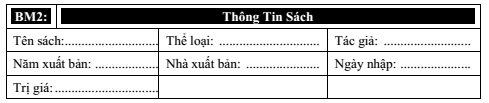 BM2: Thông Tin Sách
Tên sách:............................ Thể loại: .............................. Tác giả: ..........................
Năm xuất bản: ................... Nhà xuất bản: ...................... Ngày nhập: .....................
Trị giá:...............................